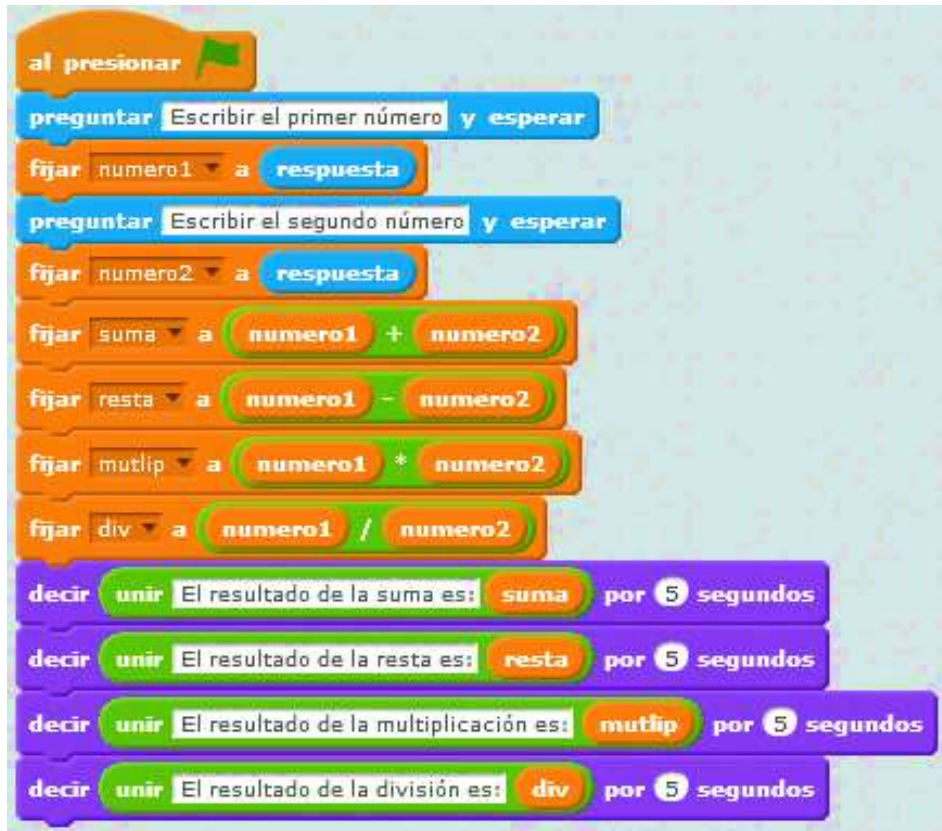 al presionar
preguntar Escribir el primer número y esperar
fijar numero1 a respuesta
preguntar Escribir el segundo número y esperar
fijar numero2 a respuesta
fijar suma a numero1 + numero2
fijar resta a numero1 - numero2
fijar mutlip a numero1 * numero2
fijar div a numero1 / numero2
decir unir El resultado de la suma es: suma por 5 segundos
decir unir El resultado de la resta es: resta por 5 segundos
decir unir El resultado de la multiplicación es: mutlip por 5 segundos
decir unir El resultado de la división es: div por 5 segundos